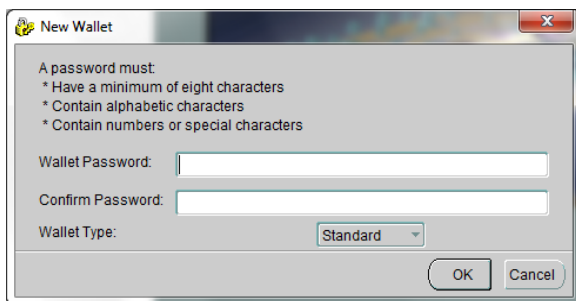 New Wallet
A password must:
* Have a minimum of eight characters
* Contain alphabetic characters
* Contain numbers or special characters
Wallet Password:
Confirm Password:
Wallet Type: Standard
OK Cancel